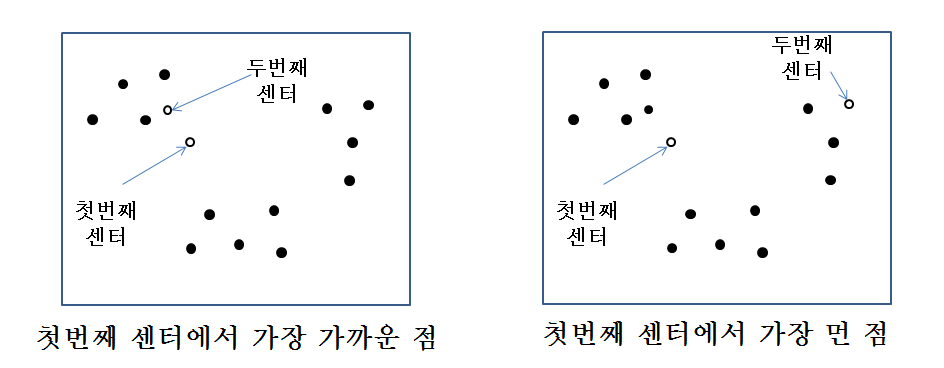 두번째
센터
첫번째
센터
첫번째 센터에서 가장 가까운 점
두번째
센터
첫번째
센터
첫번째 센터에서 가장 먼 점